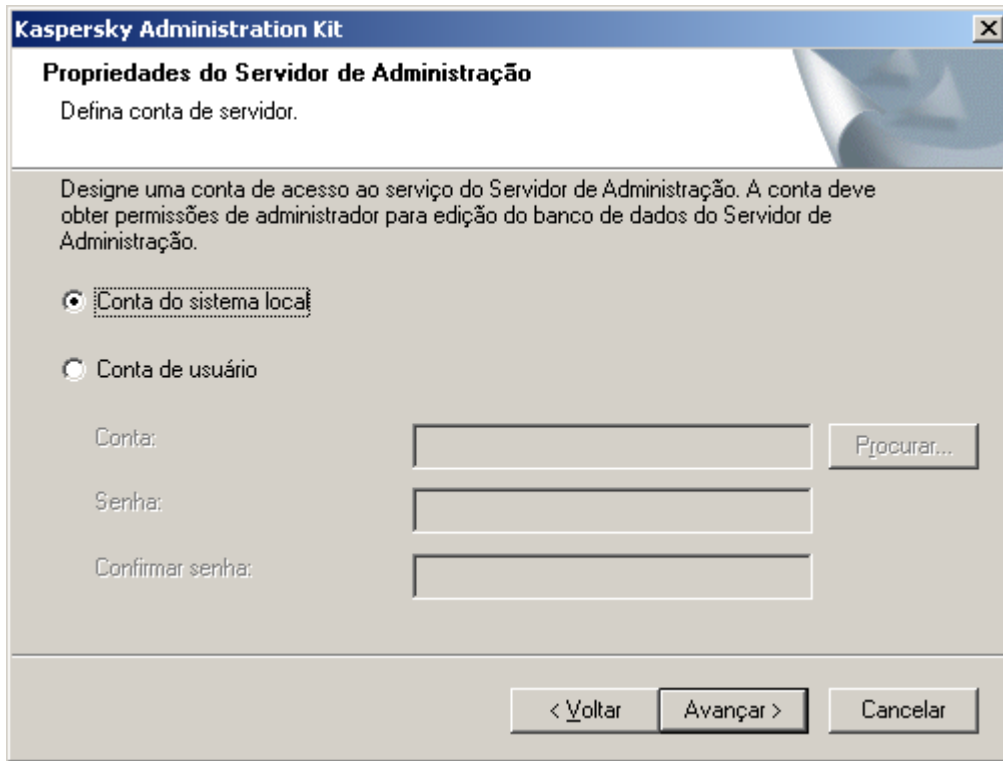 Kaspersky Administration Kit
Propriedades do Servidor de Administração
Defina conta de servidor.
Designe uma conta de acesso ao serviço do Servidor de Administração. A conta deve
obter permissões de administrador para edição do banco de dados do Servidor de
Administração.
Conta do sistema local
Conta de usuário
Conta:
Procurar...
Senha:
Confirmar senha:
< Voltar
Avançar >
Cancelar